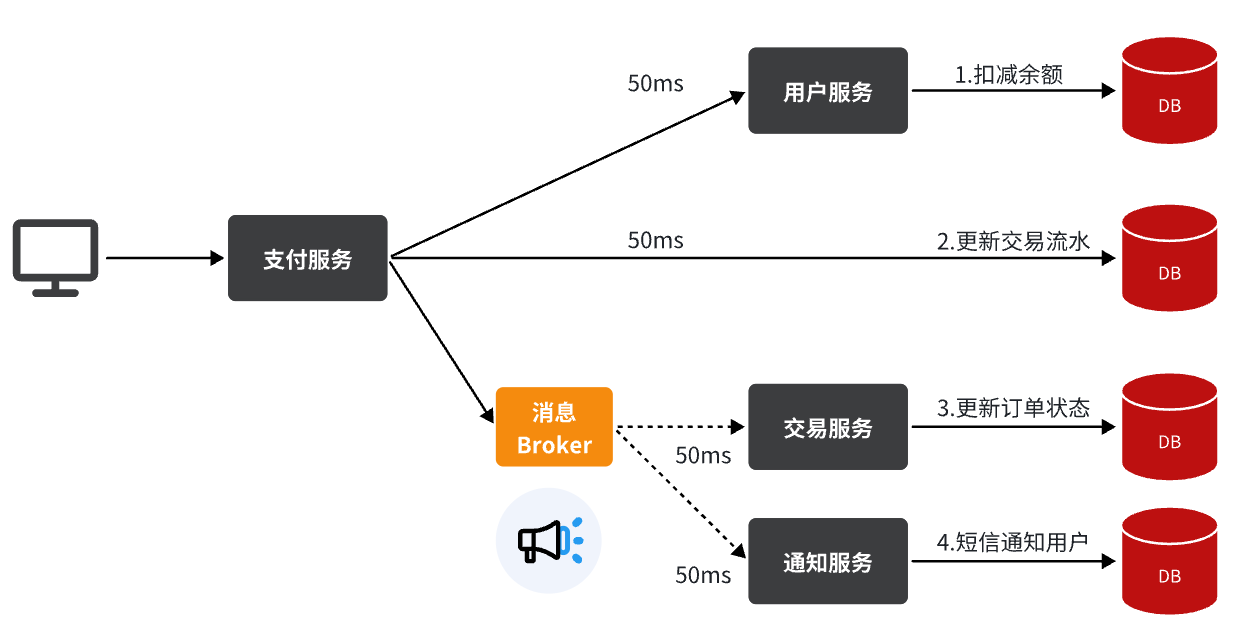 50ms
用户服务
1.扣减余额
DB
支付服务
50ms
2.更新交易流水
DB
消息
Broker
50ms
交易服务
3.更新订单状态
DB
50ms
通知服务
4.短信通知用户
DB